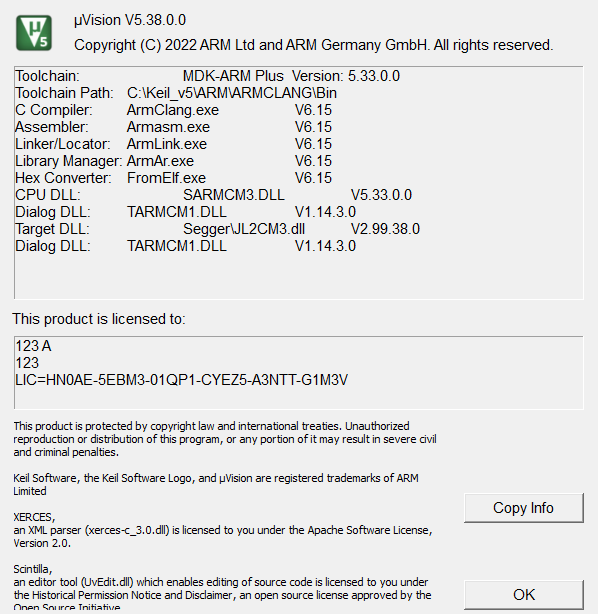 µVision V5.38.0.0
Copyright (C) 2022 ARM Ltd and ARM Germany GmbH. All rights reserved.
Toolchain: MDK-ARM Plus Version: 5.33.0.0
Toolchain Path: C:\Keil_v5\ARM\ARMCLANG\Bin
C Compiler: ArmClang.exe V6.15
Assembler: Armasm.exe V6.15
Linker/Locator: ArmLink.exe V6.15
Library Manager: ArmAr.exe V6.15
Hex Converter: FromElf.exe V6.15
CPU DLL: SARMCM3.DLL V5.33.0.0
Dialog DLL: TARMCM1.DLL V1.14.3.0
Target DLL: Segger\JL2CM3.dll V2.99.38.0
Dialog DLL: TARMCM1.DLL V1.14.3.0
This product is licensed to:
123 A
123
LIC=HN0AE-5EBM3-01QP1-CYEZ5-A3NTT-G1M3V
This product is protected by copyright law and international treaties. Unauthorized
reproduction or distribution of this program, or any portion of it may result in severe civil
and criminal penalties.
Keil Software, the Keil Software Logo, and µVision are registered trademarks of ARM
Limited
XERCES,
an XML parser (xerces-c_3.0.dll) is licensed to you under the Apache Software License,
Version 2.0.
Scintilla,
an editor tool (UvEdit.dll) which enables editing of source code is licensed to you under
the Historical Permission Notice and Disclaimer, an open source license approved by the
Open Source Initiative
Copy Info
OK